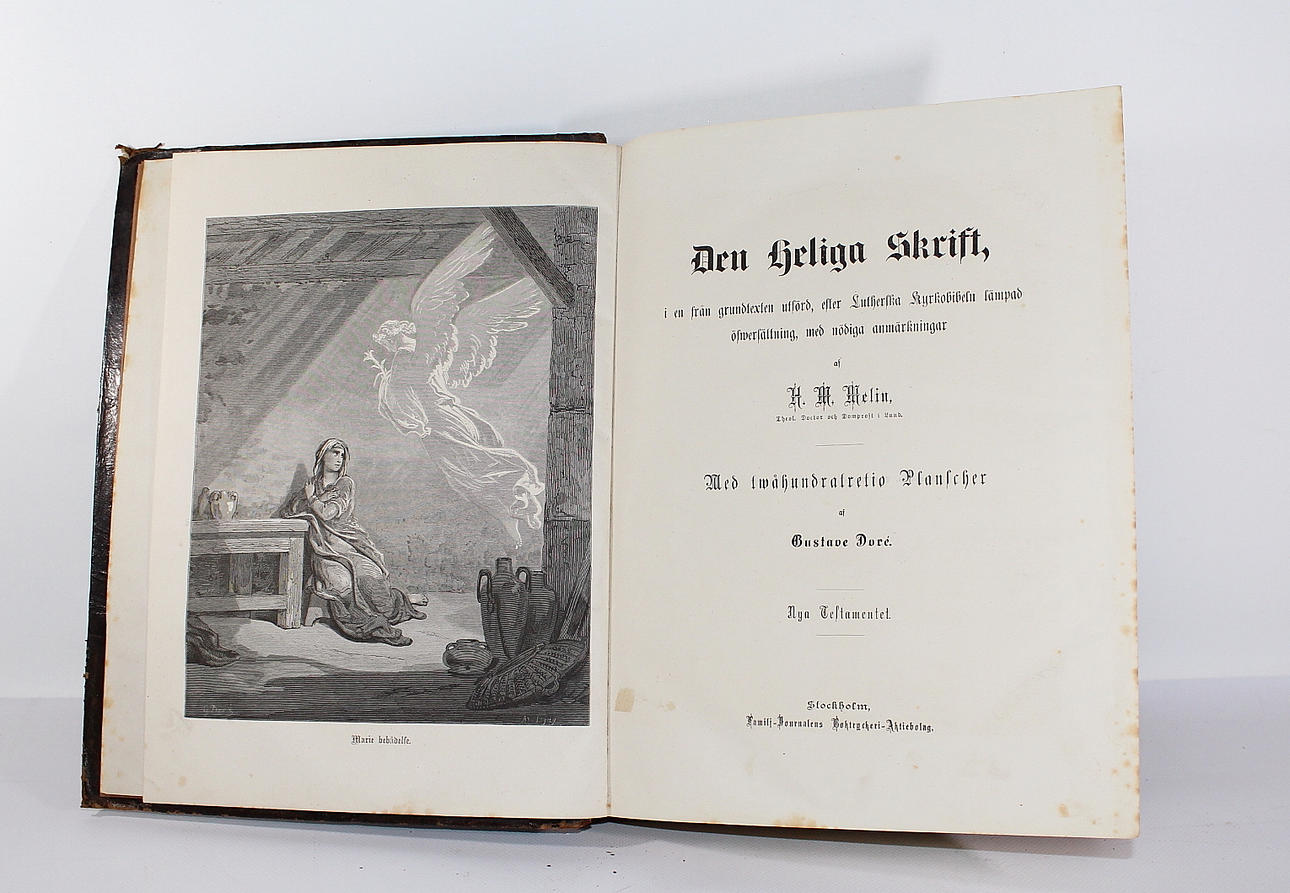 Marie bebådelse.
Den Heliga Skrift,
i en från grundtexten utförd, efter Lutherska Kyrkobibeln lämpad
öfwersättning, med nödiga anmärkningar
af
H. M. Melin,
Theol. Doctor och Domprost i Lund.
Med twåhundratretio Planscher
af
Gustave Doré.
Nya Testamentet.
Stockholm,
Familj-Journalens Boktryckeri-Aktiebolag.